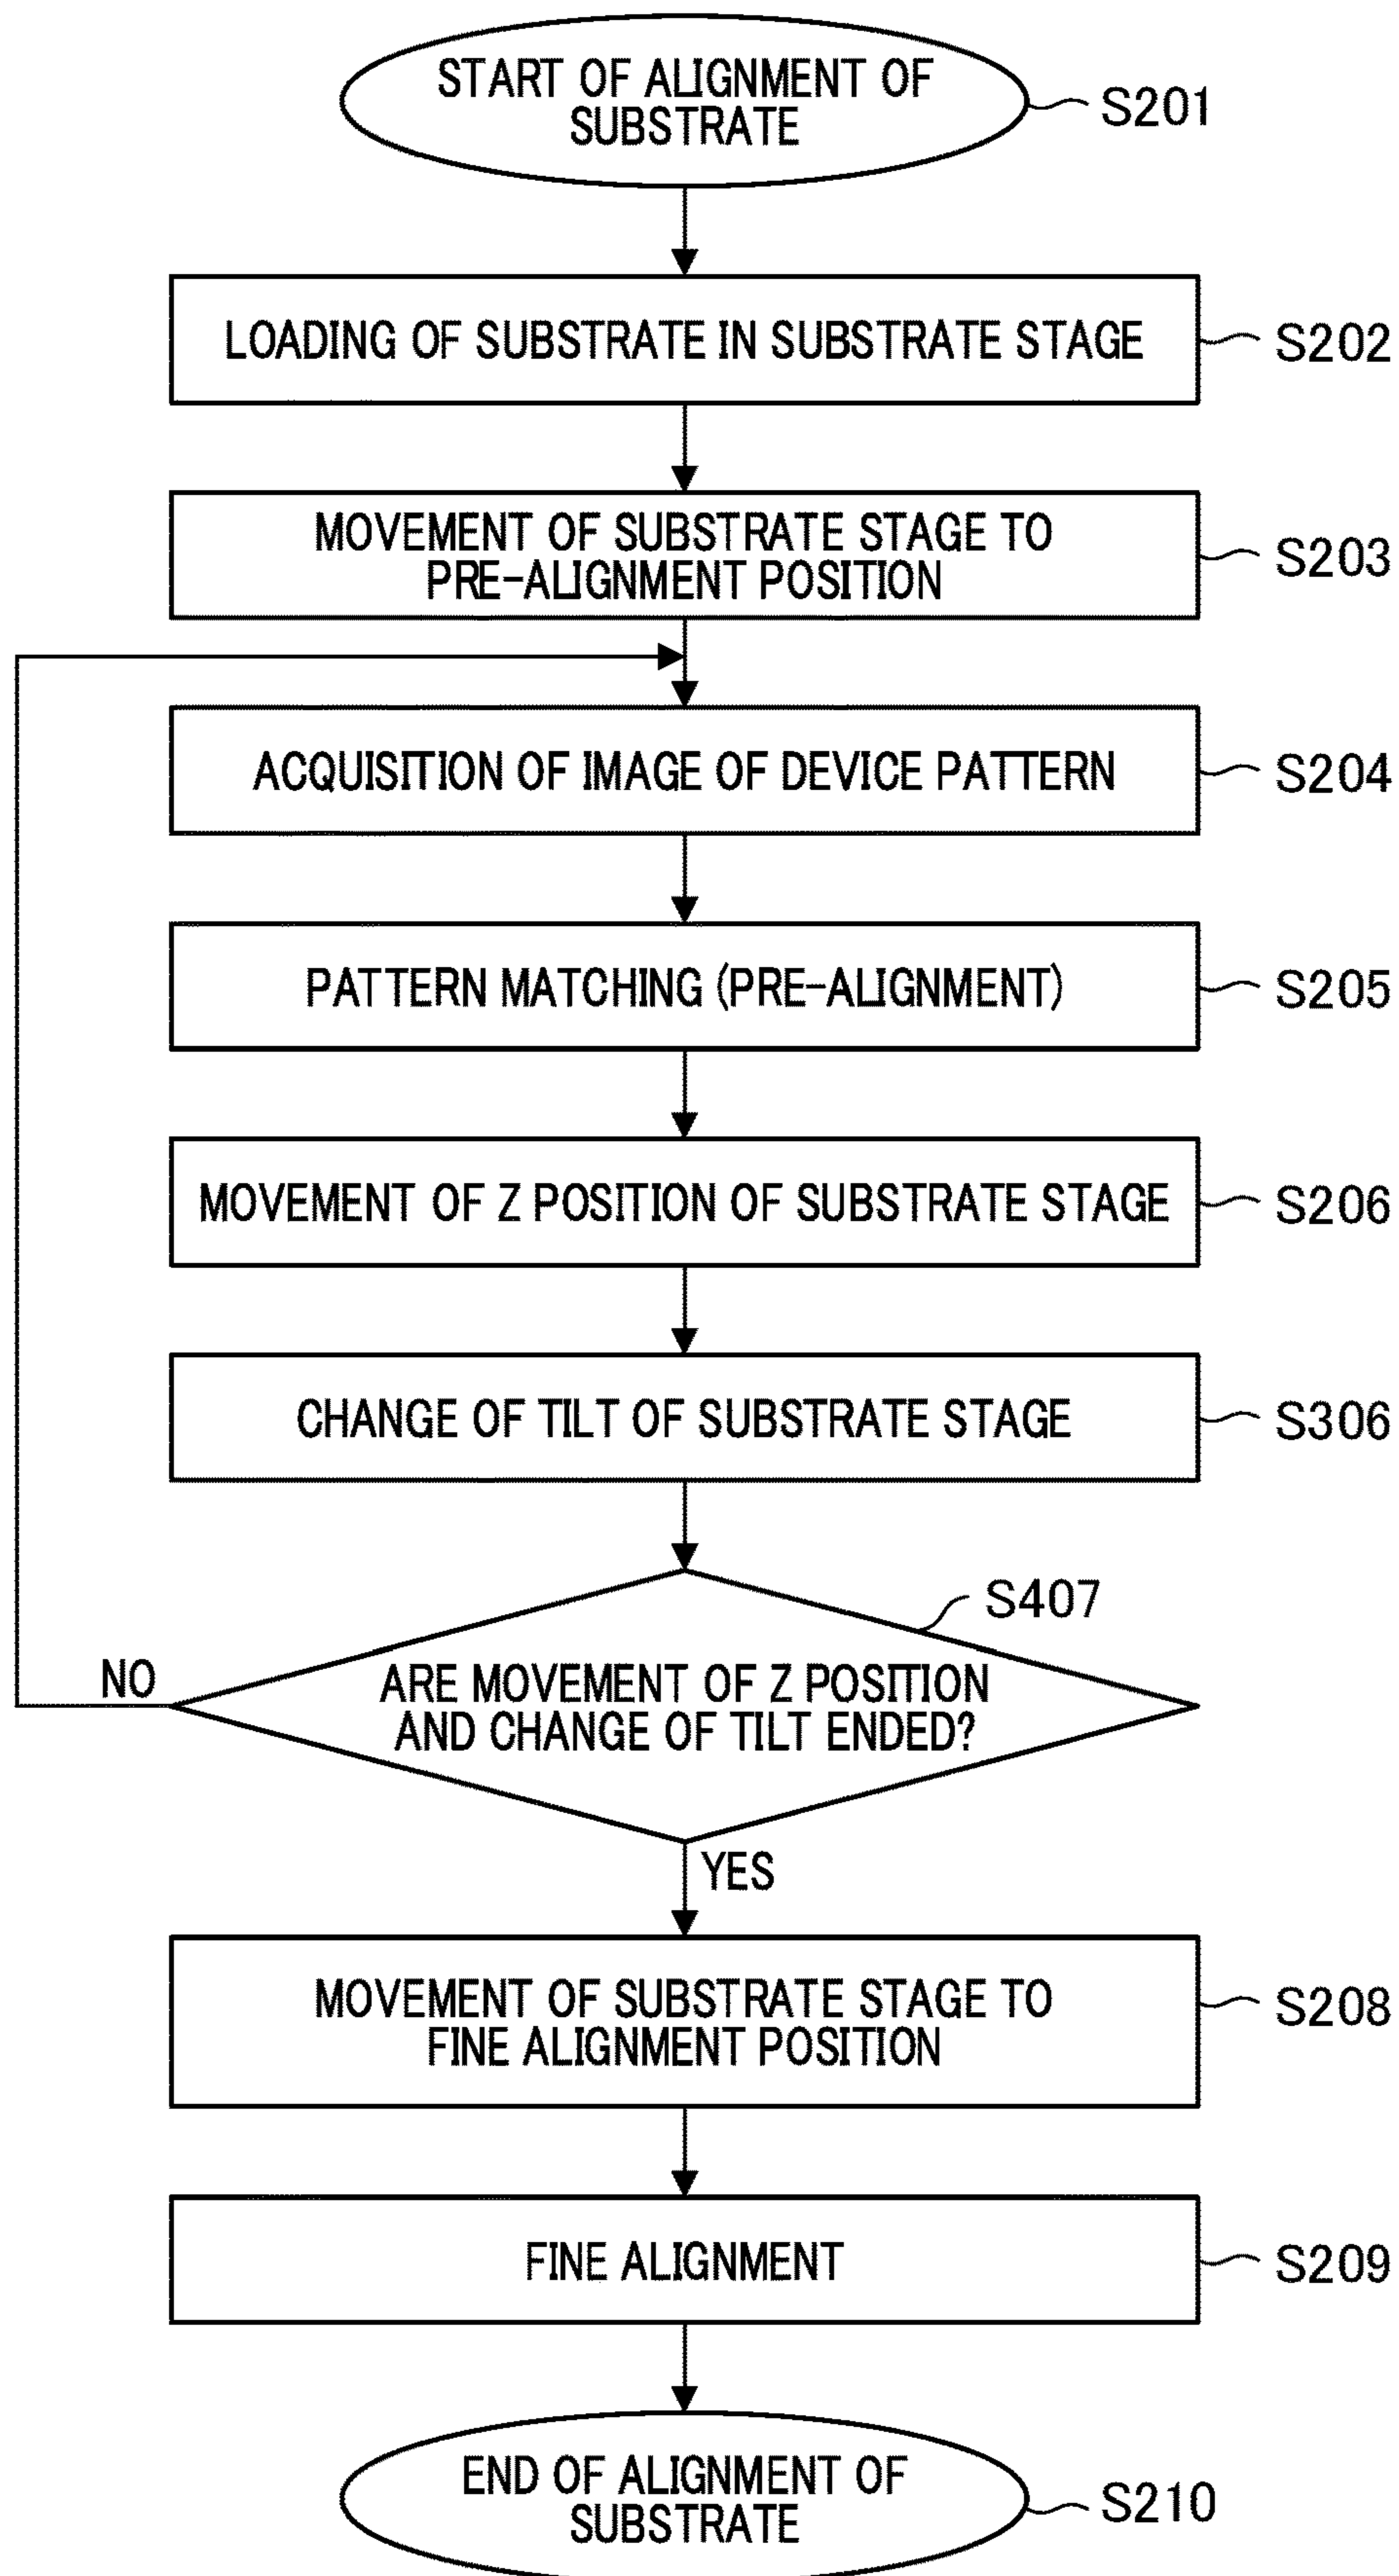 START OF ALIGNMENT OF
SUBSTRATE
S201
LOADING OF SUBSTRATE IN SUBSTRATE STAGE
S202
MOVEMENT OF SUBSTRATE STAGE TO
PRE-ALIGNMENT POSITION
S203
ACQUISITION OF IMAGE OF DEVICE PATTERN
S204
PATTERN MATCHING (PRE-ALIGNMENT)
S205
MOVEMENT OF Z POSITION OF SUBSTRATE STAGE
S206
CHANGE OF TILT OF SUBSTRATE STAGE
S306
S407
NO
ARE MOVEMENT OF Z POSITION
AND CHANGE OF TILT ENDED?
YES
MOVEMENT OF SUBSTRATE STAGE TO
FINE ALIGNMENT POSITION
S208
FINE ALIGNMENT
S209
END OF ALIGNMENT OF
SUBSTRATE
S210